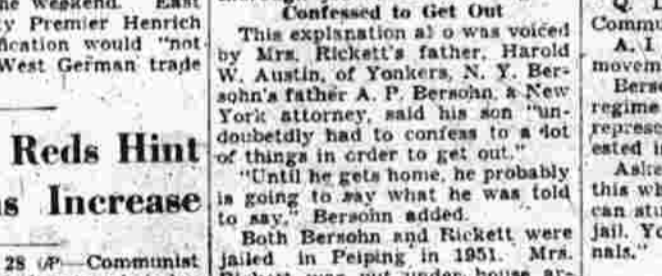 the weekend. East
y Premier Henrich
fication would "not
West German trade
Reds Hint
s Increase
28 (AP)—Communist
Confessed to Get Out
This explanation al o was voiced
by Mrs. Rickett's father, Harold
W. Austin, of Yonkers, N. Y. Ber-
sohn's father A. P. Bersohn, a New
York attorney, said his son "un-
doubetdly had to confess to a lot
of things in order to get out."
"Until he gets home, he probably
is going to say what he was told
to say," Bersohn added.
Both Bersohn and Rickett were
jailed in Peiping in 1951. Mrs.
Rickett was put under house ar-
Q. L
Commu
A. I
movem
Berso
regime
represe
ested i
Aske
this wh
can stu
jail. Yo
nals."